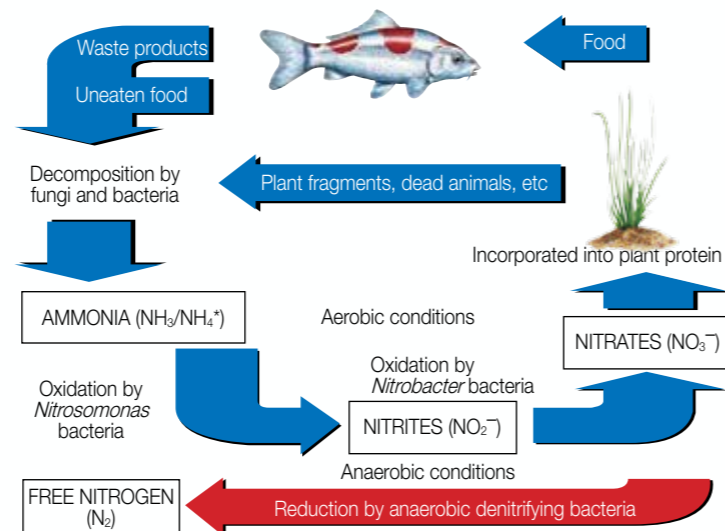 Waste products
Food
Uneaten food
Decomposition by
fungi and bacteria
Plant fragments, dead animals, etc
Incorporated into plant protein
AMMONIA (NH₃/NH₄*)
Aerobic conditions
NITRATES (NO₃⁻)
Oxidation by
Nitrosomonas
bacteria
Oxidation by
Nitrobacter bacteria
NITRITES (NO₂⁻)
Anaerobic conditions
FREE NITROGEN
(N₂)
Reduction by anaerobic denitrifying bacteria